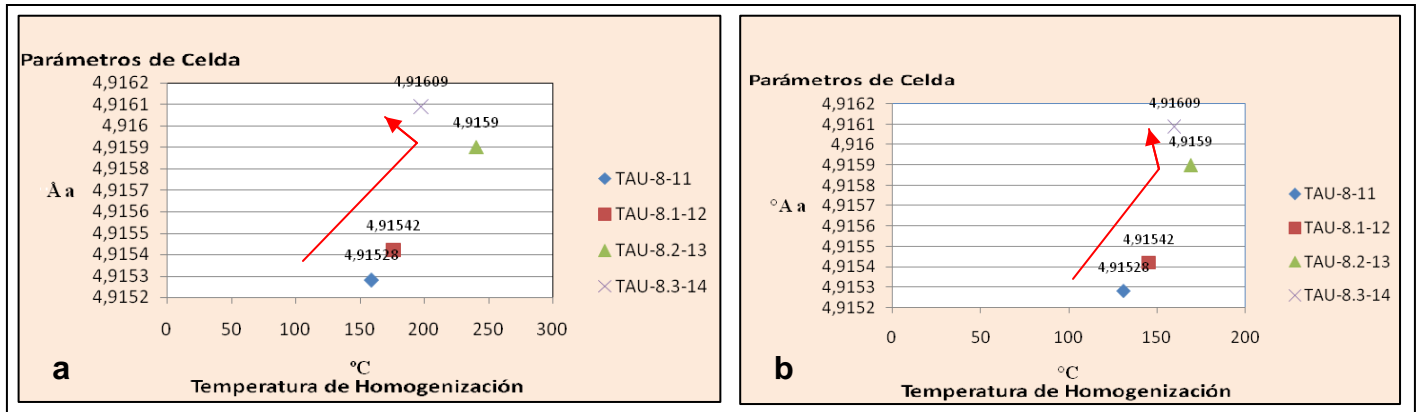 Parámetros de Celda
4,9162
4,9161
4,916
4,9159
4,9158
4,9157
4,9156
4,9155
4,9154
4,9153
4,9152
Å a
4,91609
4,9159
4,91542
4,91528
0 50 100 150 200 250 300
ºC
Temperatura de Homogenización
TAU-8-11
TAU-8.1-12
TAU-8.2-13
TAU-8.3-14
a
Parámetros de Celda
4,9162
4,9161
4,916
4,9159
4,9158
4,9157
4,9156
4,9155
4,9154
4,9153
4,9152
°A a
4,91609
4,9159
4,91542
4,91528
0 50 100 150 200
°C
Temperatura de Homogenización
TAU-8-11
TAU-8.1-12
TAU-8.2-13
TAU-8.3-14
b